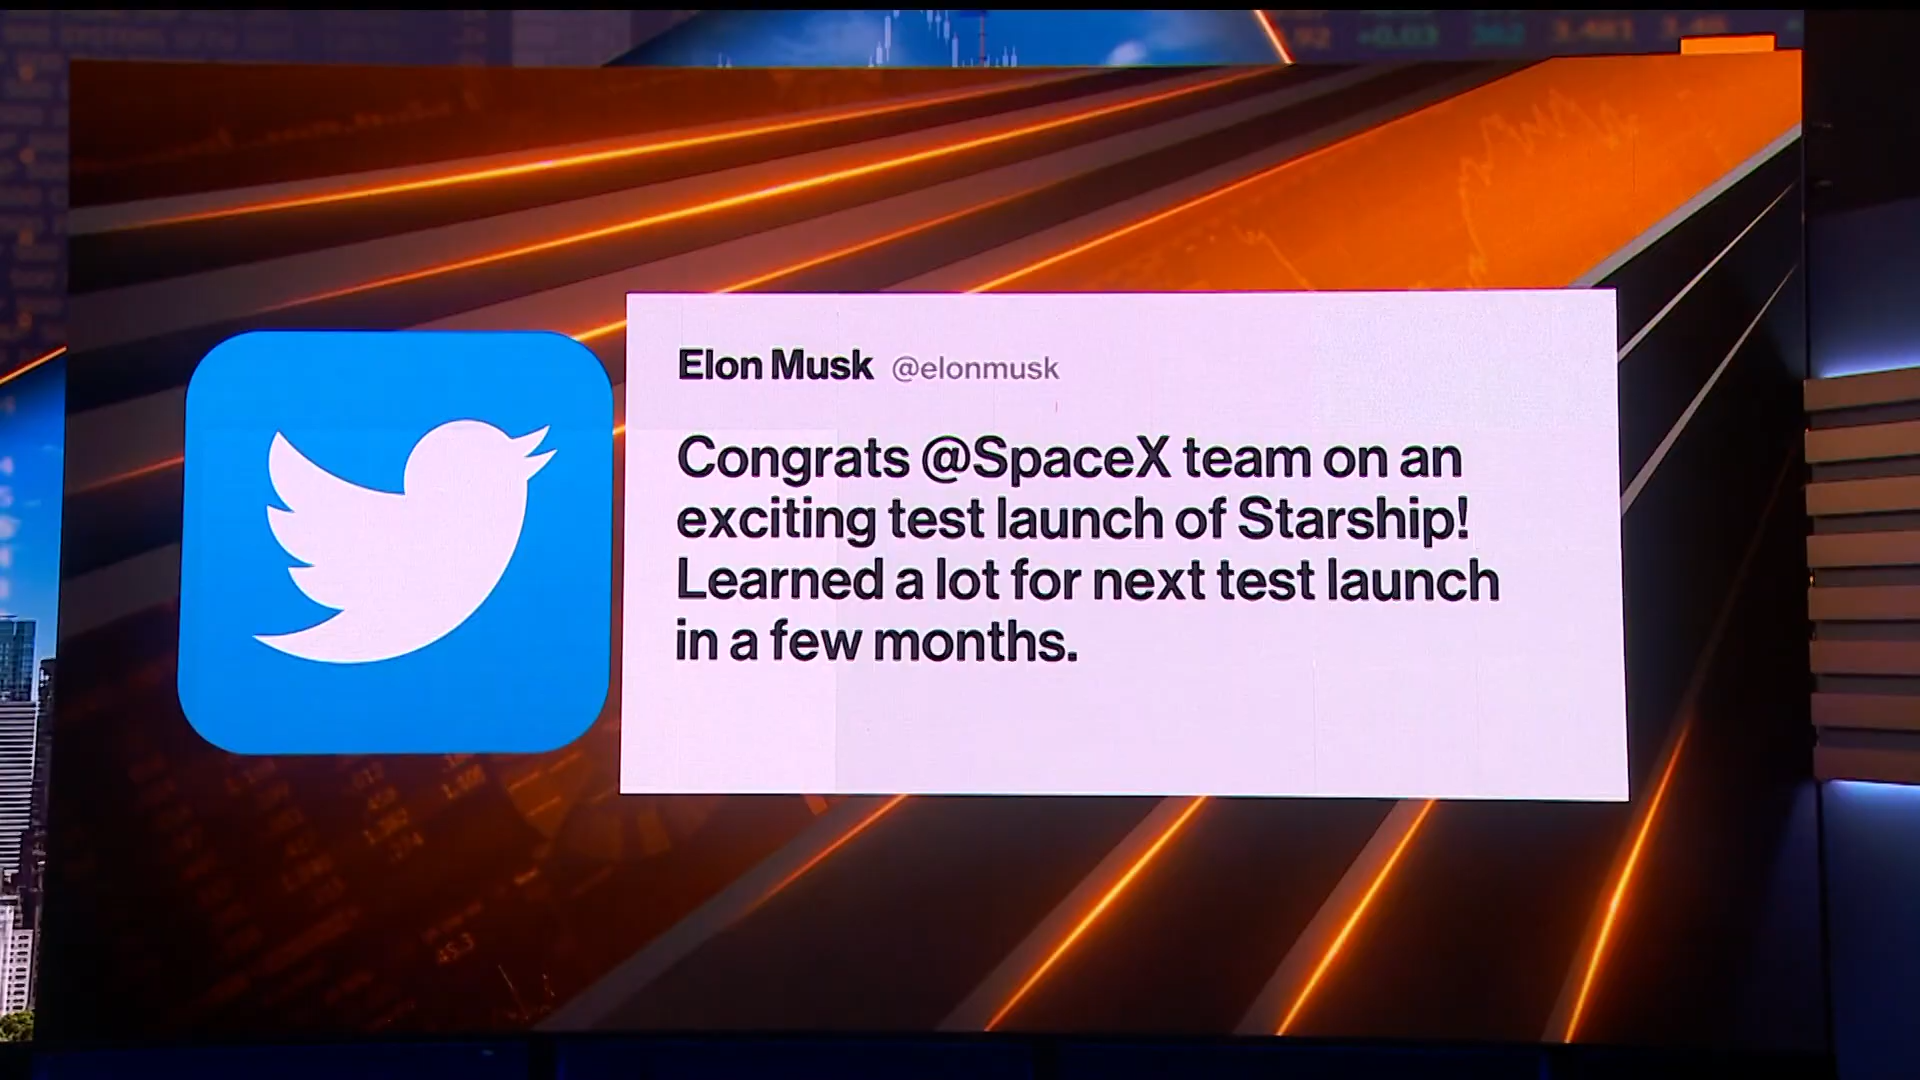 Elon Musk @elonmusk
Congrats @SpaceX team on an
exciting test launch of Starship!
Learned a lot for next test launch
in a few months.